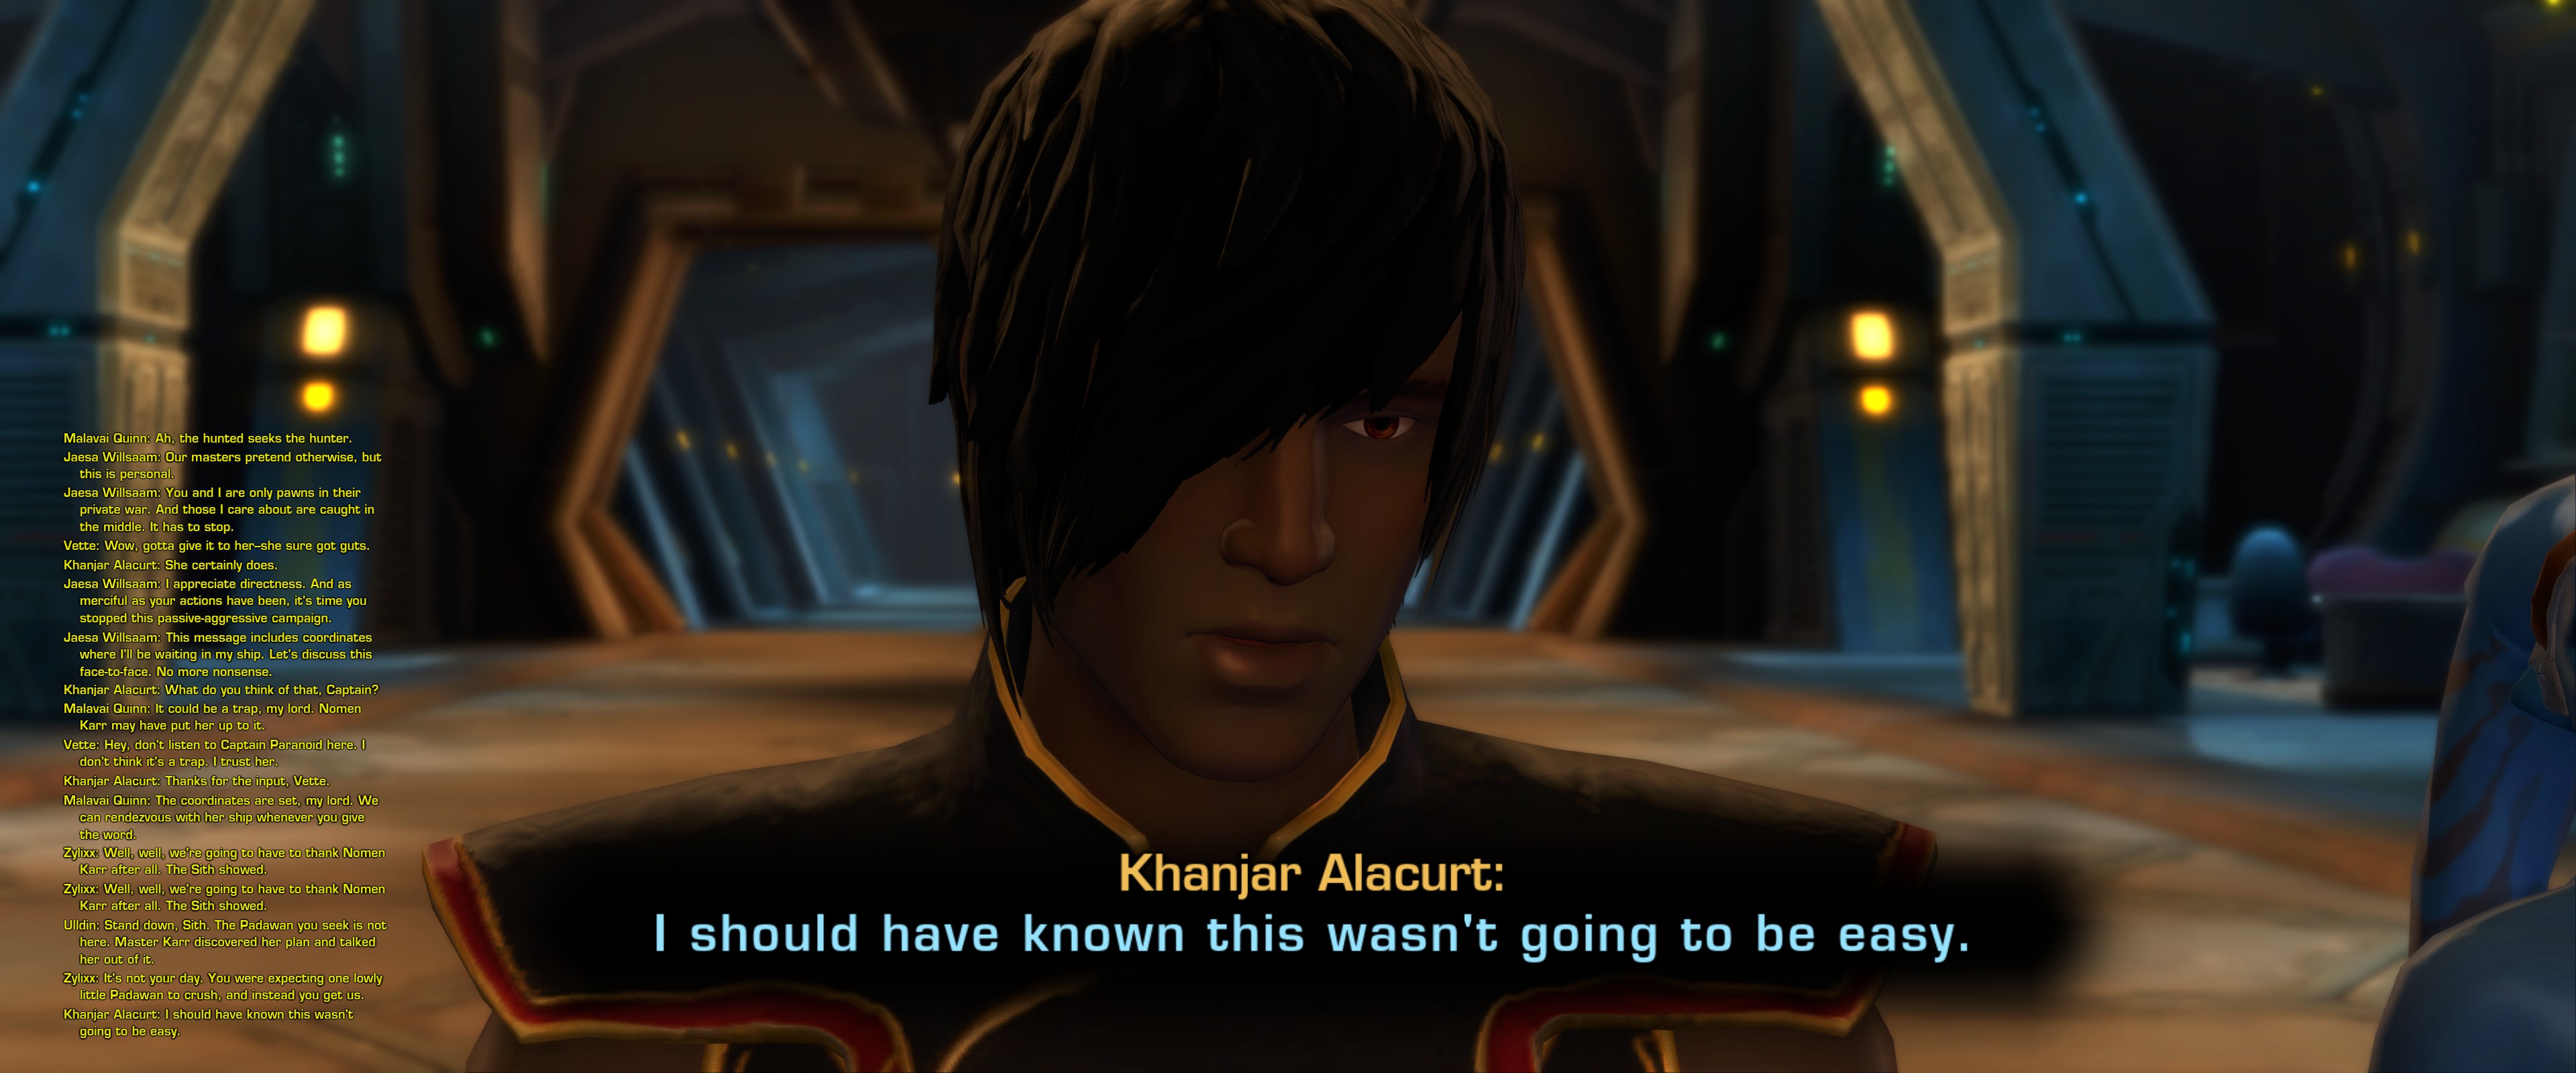 Malavai Quinn: Ah, the hunted seeks the hunter.
Jaesa Willsaam: Our masters pretend otherwise, but
this is personal.
Jaesa Willsaam: You and I are only pawns in their
private war. And those I care about are caught in
the middle. It has to stop.
Vette: Wow, gotta give it to her–she sure got guts.
Khanjar Alacurt: She certainly does.
Jaesa Willsaam: I appreciate directness. And as
merciful as your actions have been, it's time you
stopped this passive-aggressive campaign.
Jaesa Willsaam: This message includes coordinates
where I'll be waiting in my ship. Let's discuss this
face-to-face. No more nonsense.
Khanjar Alacurt: What do you think of that, Captain?
Malavai Quinn: It could be a trap, my lord. Nomen
Karr may have put her up to it.
Vette: Hey, don't listen to Captain Paranoid here. I
don't think it's a trap. I trust her.
Khanjar Alacurt: Thanks for the input, Vette.
Malavai Quinn: The coordinates are set, my lord. We
can rendezvous with her ship whenever you give
the word.
Zylixx: Well, well, we're going to have to thank Nomen
Karr after all. The Sith showed.
Zylixx: Well, well, we're going to have to thank Nomen
Karr after all. The Sith showed.
Ulldin: Stand down, Sith. The Padawan you seek is not
here. Master Karr discovered her plan and talked
her out of it.
Zylixx: It's not your day. You were expecting one lowly
little Padawan to crush, and instead you get us.
Khanjar Alacurt: I should have known this wasn't
going to be easy.
Khanjar Alacurt:
I should have known this wasn't going to be easy.